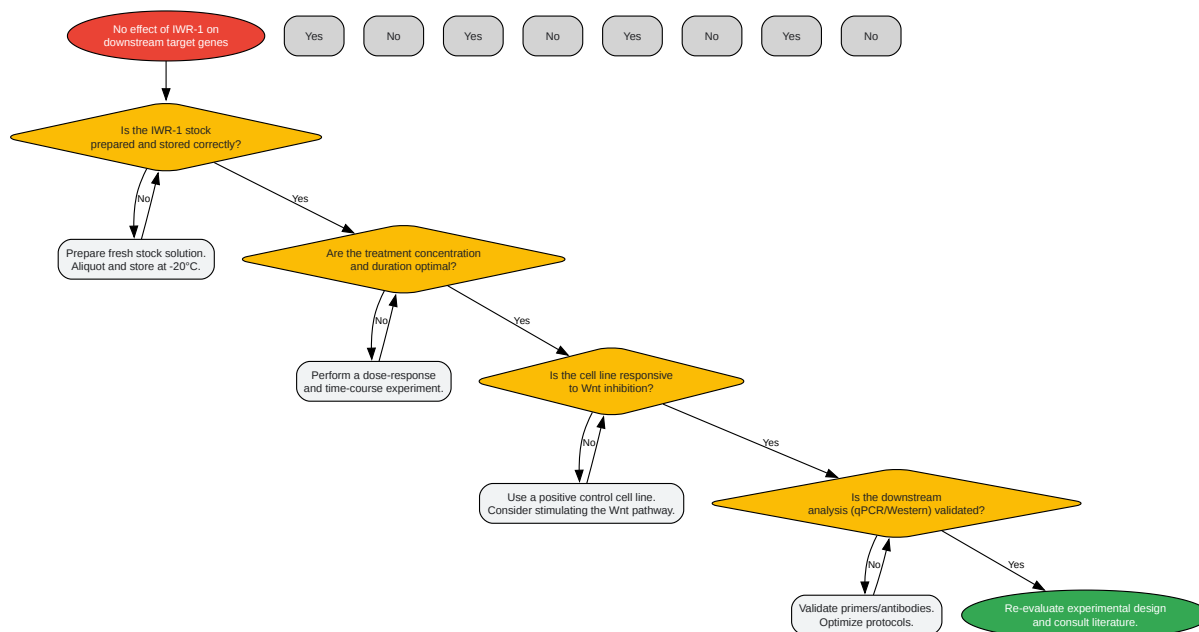 No effect of IWR-1 on
downstream target genes
Yes
No
Yes
No
Yes
No
Yes
No
Is the IWR-1 stock
prepared and stored correctly?
No
Yes
Prepare fresh stock solution.
Aliquot and store at -20°C.
Are the treatment concentration
and duration optimal?
No
Yes
Perform a dose-response
and time-course experiment.
Is the cell line responsive
to Wnt inhibition?
No
Yes
Use a positive control cell line.
Consider stimulating the Wnt pathway.
Is the downstream
analysis (qPCR/Western) validated?
No
Yes
Validate primers/antibodies.
Optimize protocols.
Re-evaluate experimental design
and consult literature.